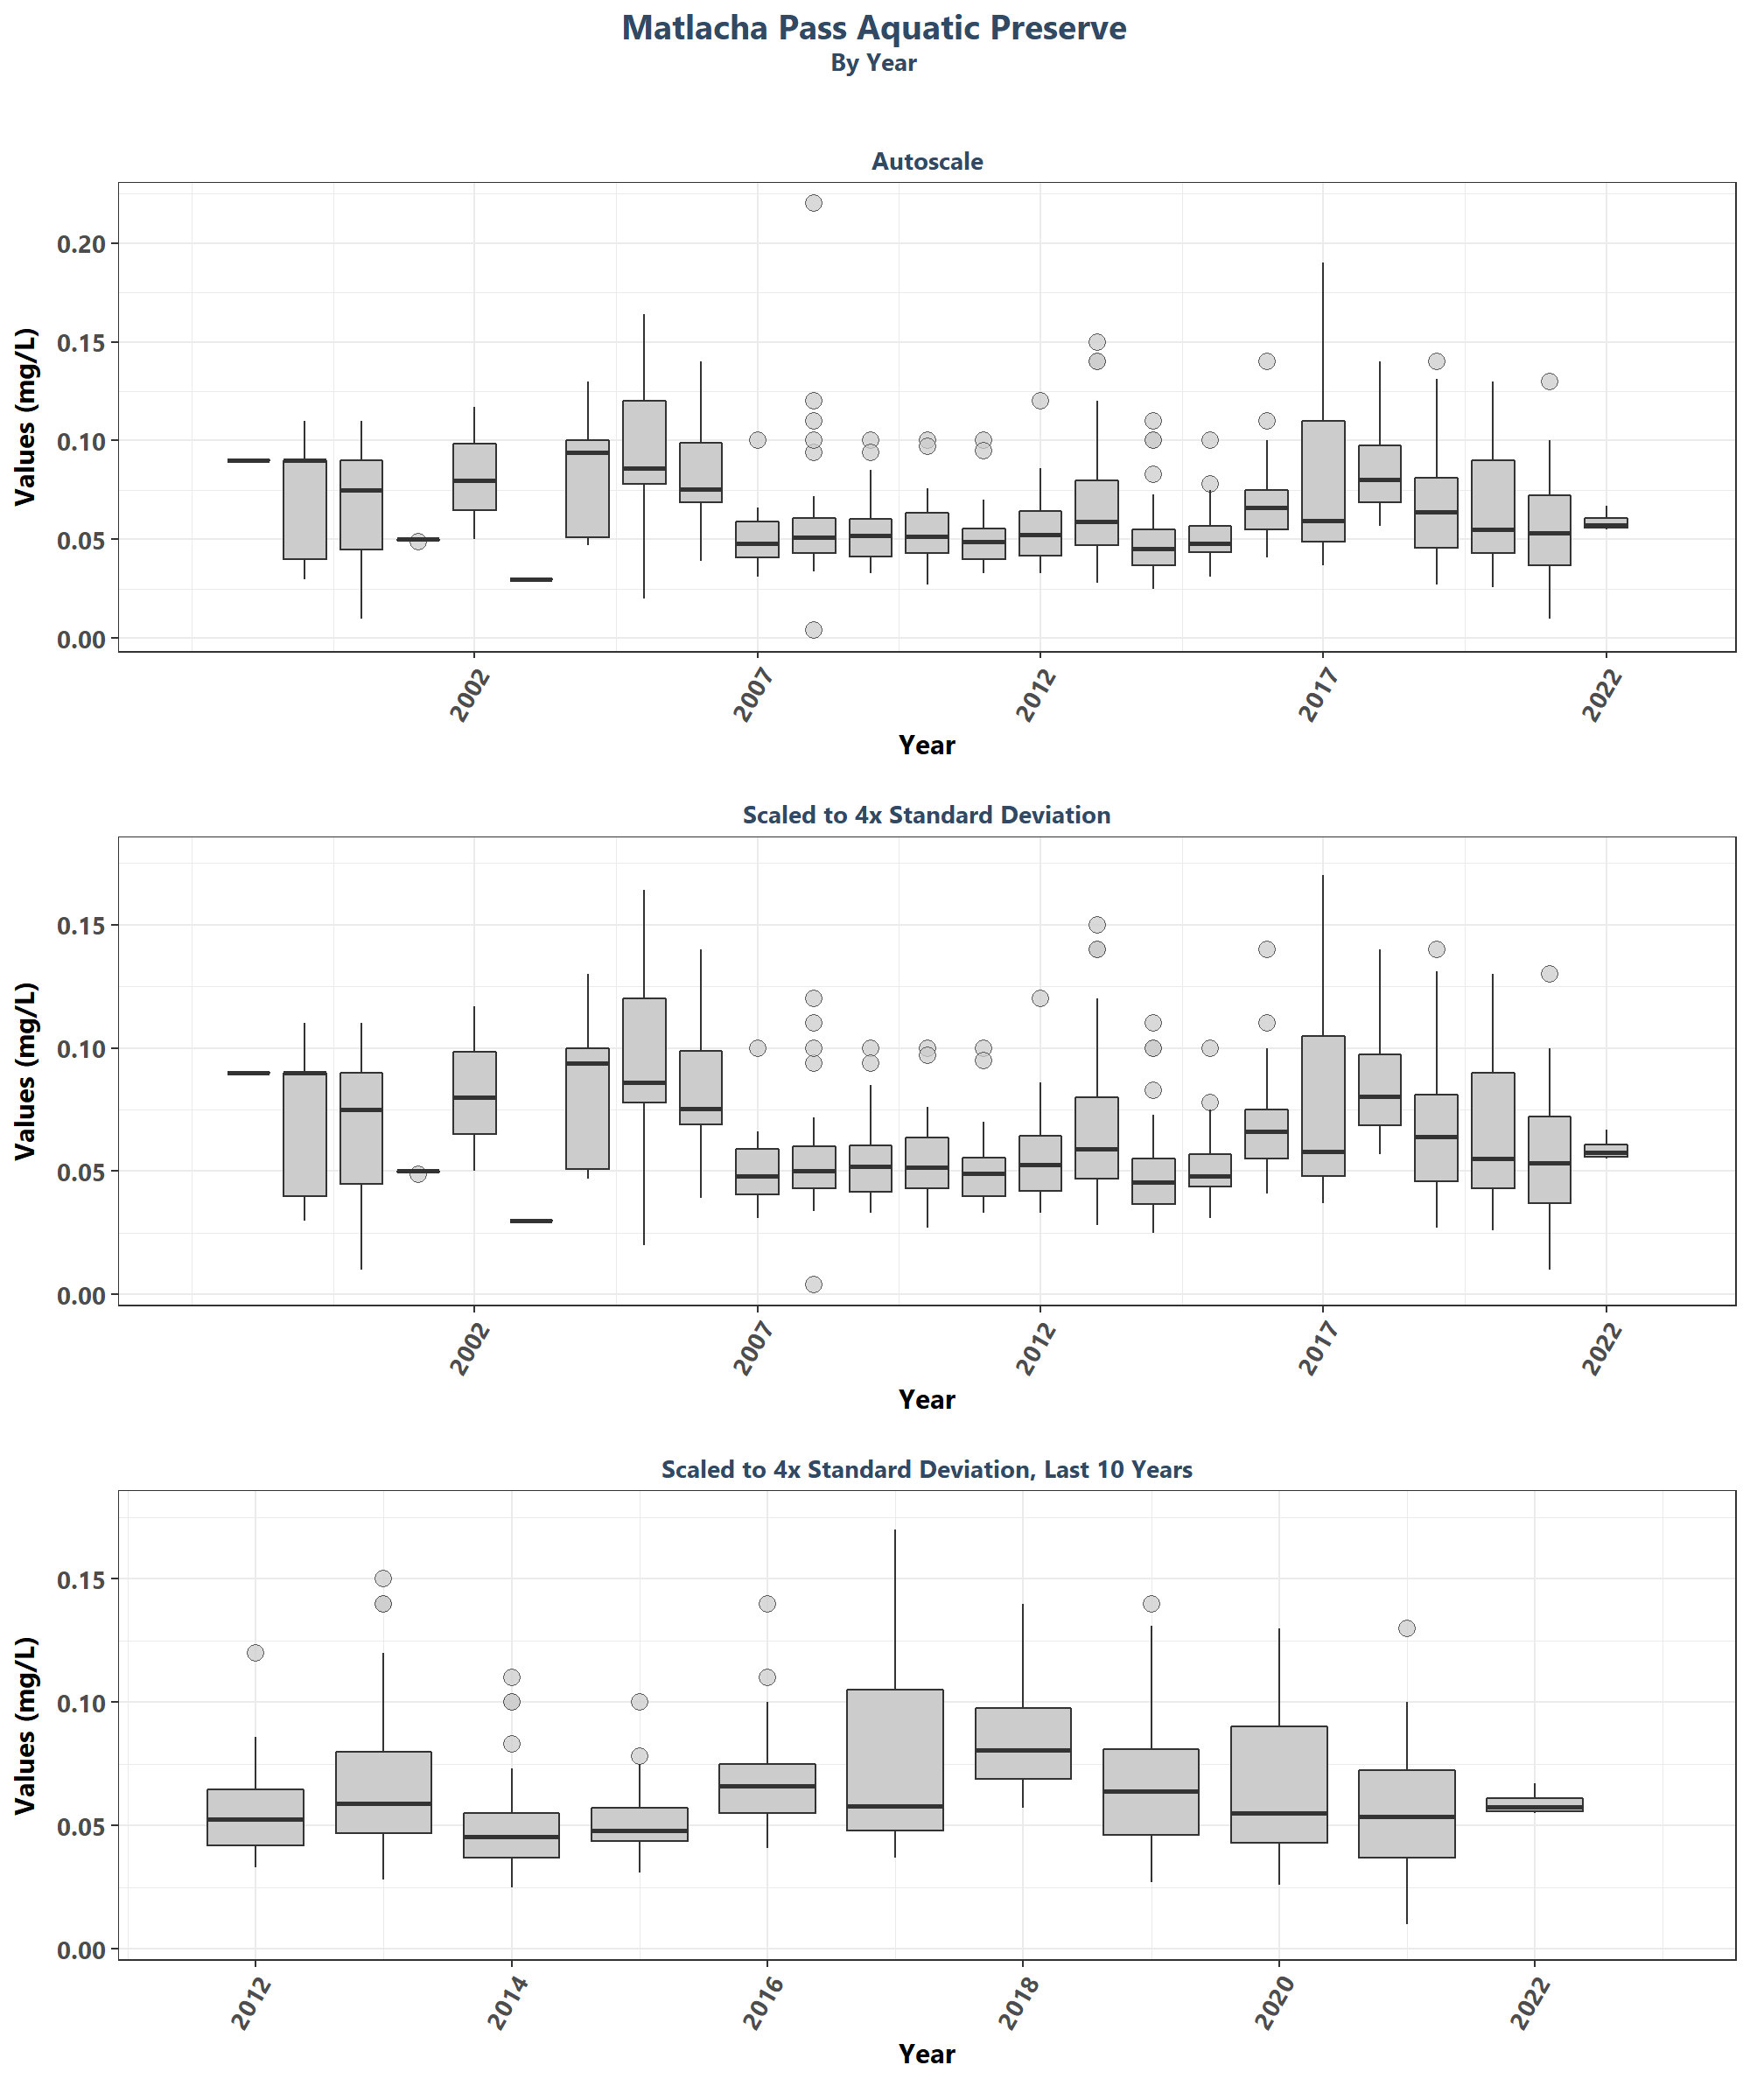 Matlacha Pass Aquatic Preserve
By Year
Autoscale
Values (mg/L)
0.20
0.15
0.10
0.05
0.00
2002
2007
2012
2017
2022
Year
Scaled to 4x Standard Deviation
Values (mg/L)
0.15
0.10
0.05
0.00
2002
2007
2012
2017
2022
Year
Scaled to 4x Standard Deviation, Last 10 Years
Values (mg/L)
0.15
0.10
0.05
0.00
2012
2014
2016
2018
2020
2022
Year